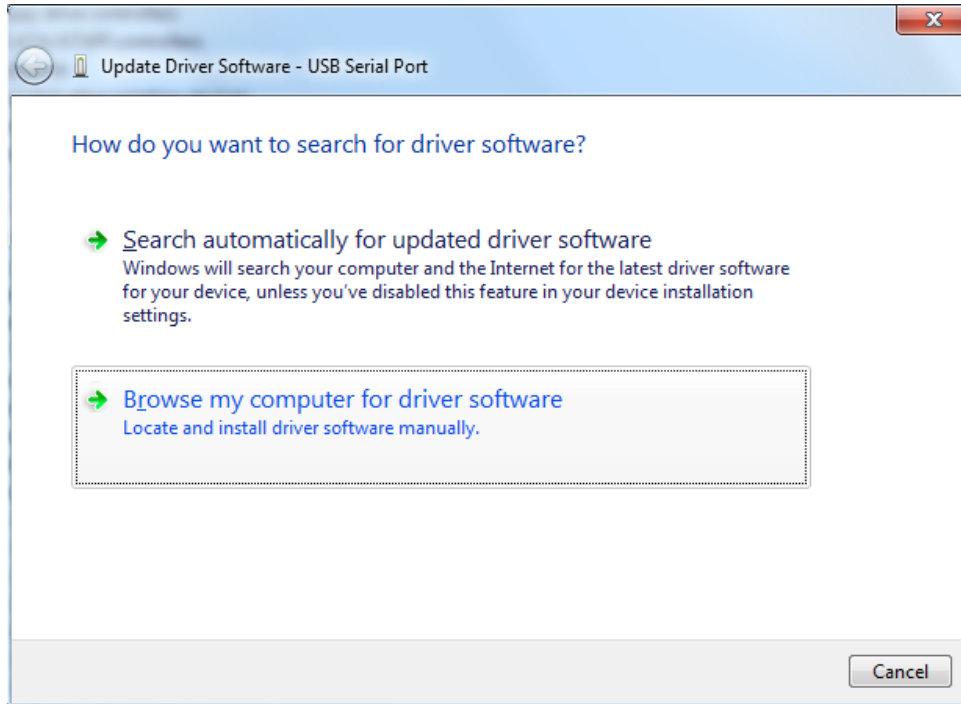 Update Driver Software - USB Serial Port
How do you want to search for driver software?
Search automatically for updated driver software
Windows will search your computer and the Internet for the latest driver software
for your device, unless you've disabled this feature in your device installation
settings.
Browse my computer for driver software
Locate and install driver software manually.
Cancel